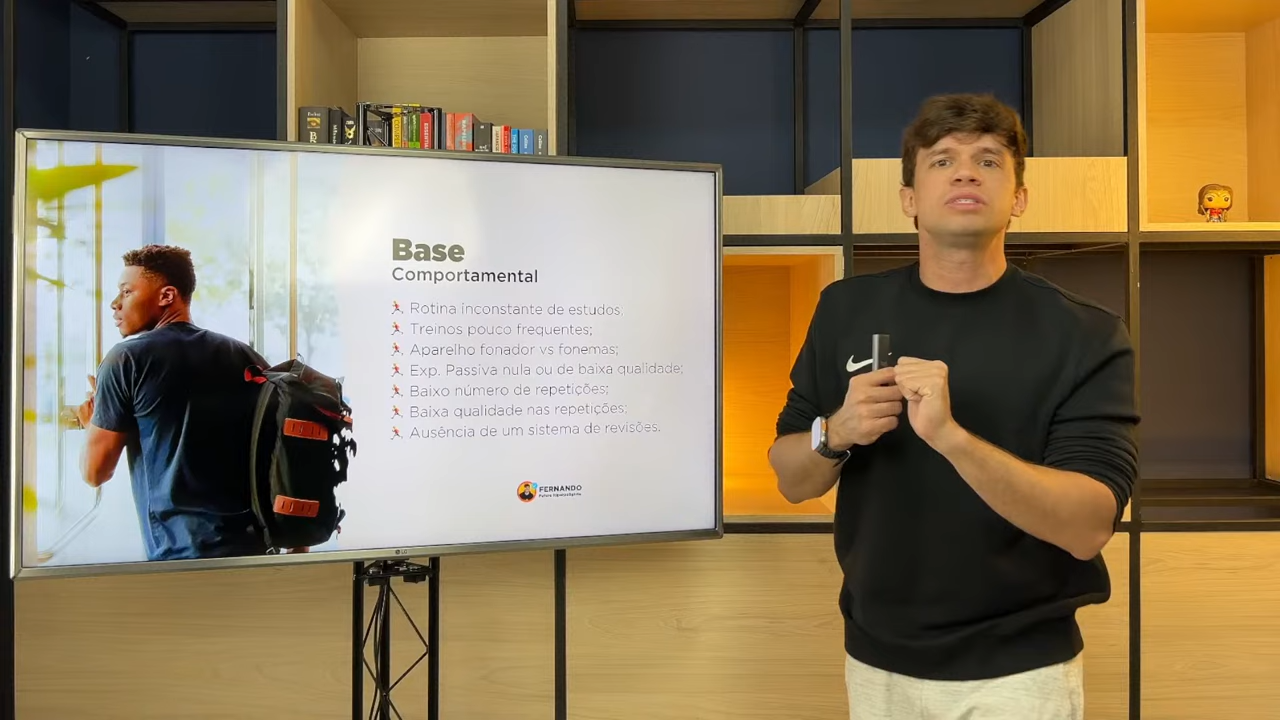 Base
Comportamental
Rotina inconstante de estudos;
Treinos pouco frequentes;
Aparelho fonador vs fonemas;
Exp. Passiva nula ou de baixa qualidade;
Baixo número de repetições;
Baixa qualidade nas repetições;
Ausência de um sistema de revisões.
FERNANDO
LG